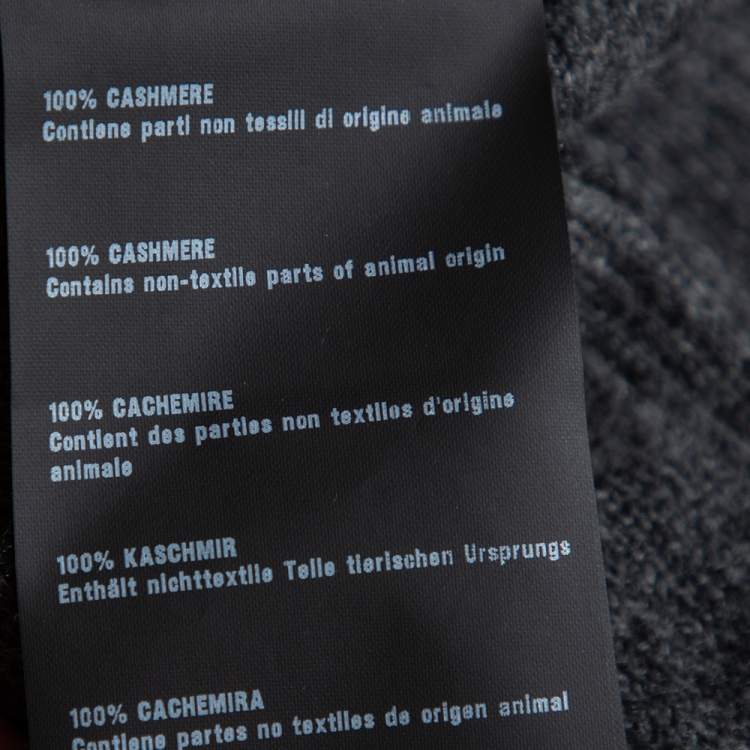 100% CASHMERE
Contiene parti non tessili di origine animale
100% CASHMERE
Contains non-textile parts of animal origin
100% CACHEMIRE
Contient des parties non textiles d'origine
animale
100% KASCHMIR
Enthält nichttextile Teile tierischen Ursprungs
100% CACHEMIRA
Contiene partes no textiles de origen animal